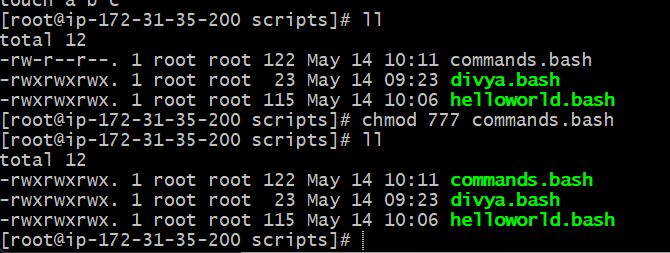 touch a b c
[root@ip-172-31-35-200 scripts]# ll
total 12
-rw-r--r--. 1 root root 122 May 14 10:11 commands.bash
-rwxrwxrwx. 1 root root  23 May 14 09:23 divya.bash
-rwxrwxrwx. 1 root root 115 May 14 10:06 helloworld.bash
[root@ip-172-31-35-200 scripts]# chmod 777 commands.bash
[root@ip-172-31-35-200 scripts]# ll
total 12
-rwxrwxrwx. 1 root root 122 May 14 10:11 commands.bash
-rwxrwxrwx. 1 root root  23 May 14 09:23 divya.bash
-rwxrwxrwx. 1 root root 115 May 14 10:06 helloworld.bash
[root@ip-172-31-35-200 scripts]#